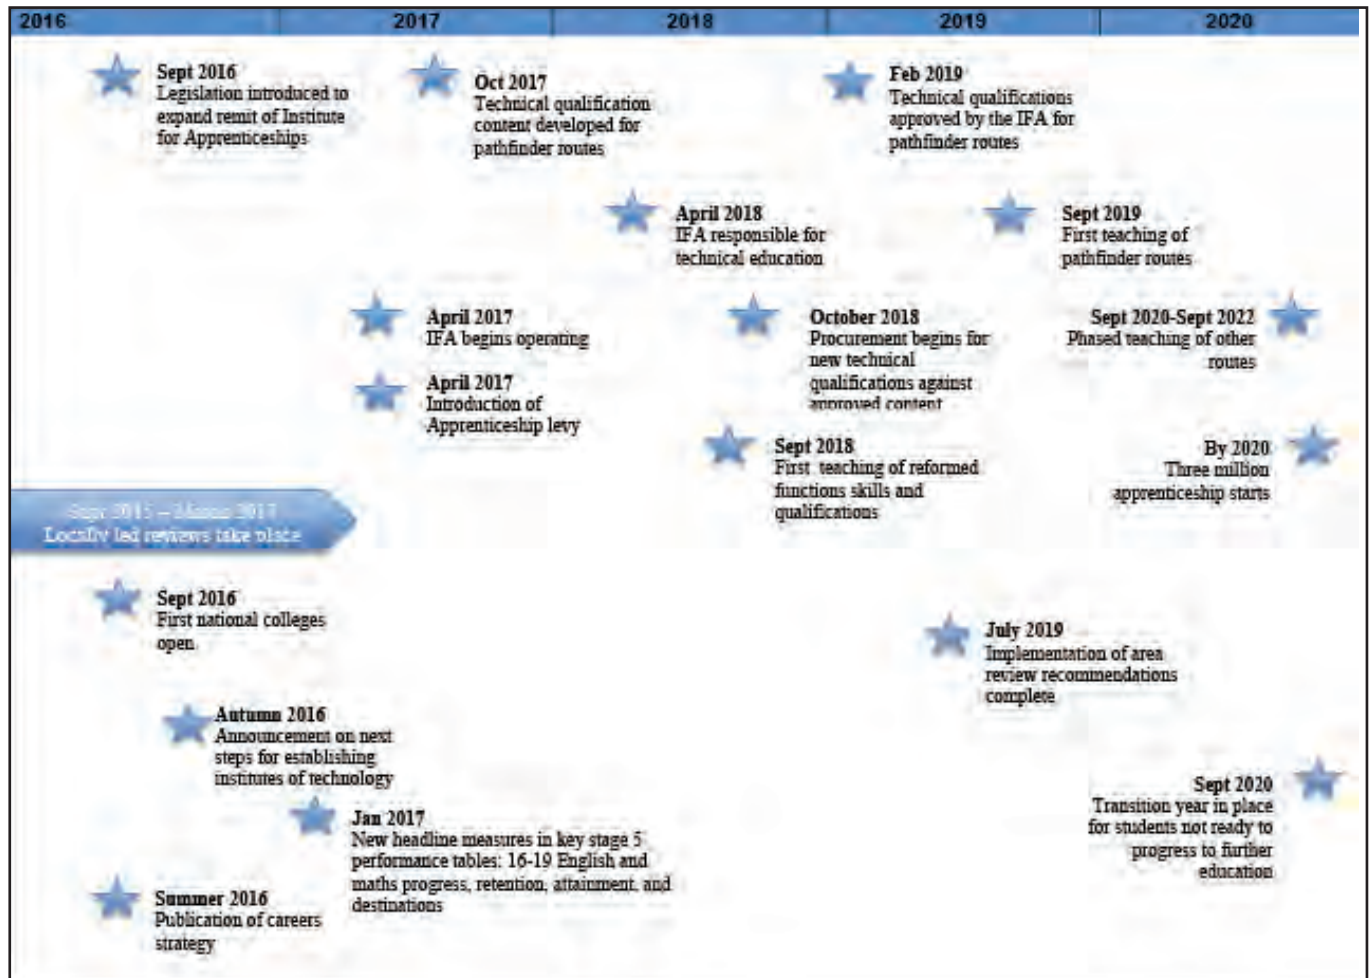 2016 2017 2018 2019 2020
Sept 2016
Legislation introduced to
expand remit of Institute
for Apprenticeships
Oct 2017
Technical qualification
content developed for
pathfinder routes
Feb 2019
Technical qualifications
approved by the IFA for
pathfinder routes
April 2018
IFA responsible for
technical education
Sept 2019
First teaching of
pathfinder routes
April 2017
IFA begins operating
October 2018
Procurement begins for
new technical
qualifications against
approved content
Sept 2020-Sept 2022
Phased teaching of other
routes
April 2017
Introduction of
Apprenticeship levy
Sept 2018
First teaching of reformed
functions skills and
qualifications
By 2020
Three million
apprenticeship starts
Sept 2015 – 2017
Locally led reviews take place
Sept 2016
First national colleges
open
July 2019
Implementation of area
review recommendations
complete
Autumn 2016
Announcement on next
steps for establishing
institutes of technology
Sept 2020
Transition year in place
for students not ready to
progress to further
education
Jan 2017
New headline measures in key stage 5
performance tables: 16-19 English and
maths progress, retention, attainment, and
destinations
Summer 2016
Publication of careers
strategy